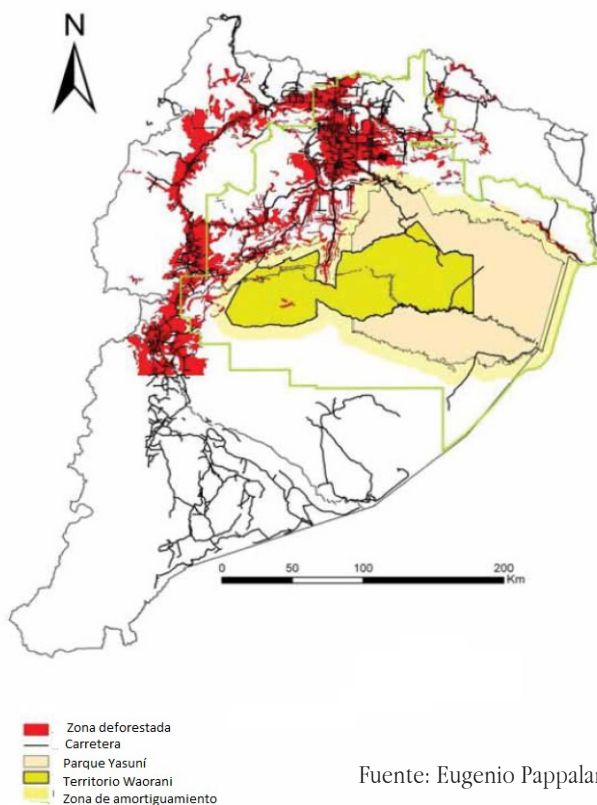 N
0 50 100 200
Km
Zona deforestada
Carretera
Parque Yasuní
Territorio Waorani
Zona de amortiguamiento
Fuente: Eugenio Pappalar